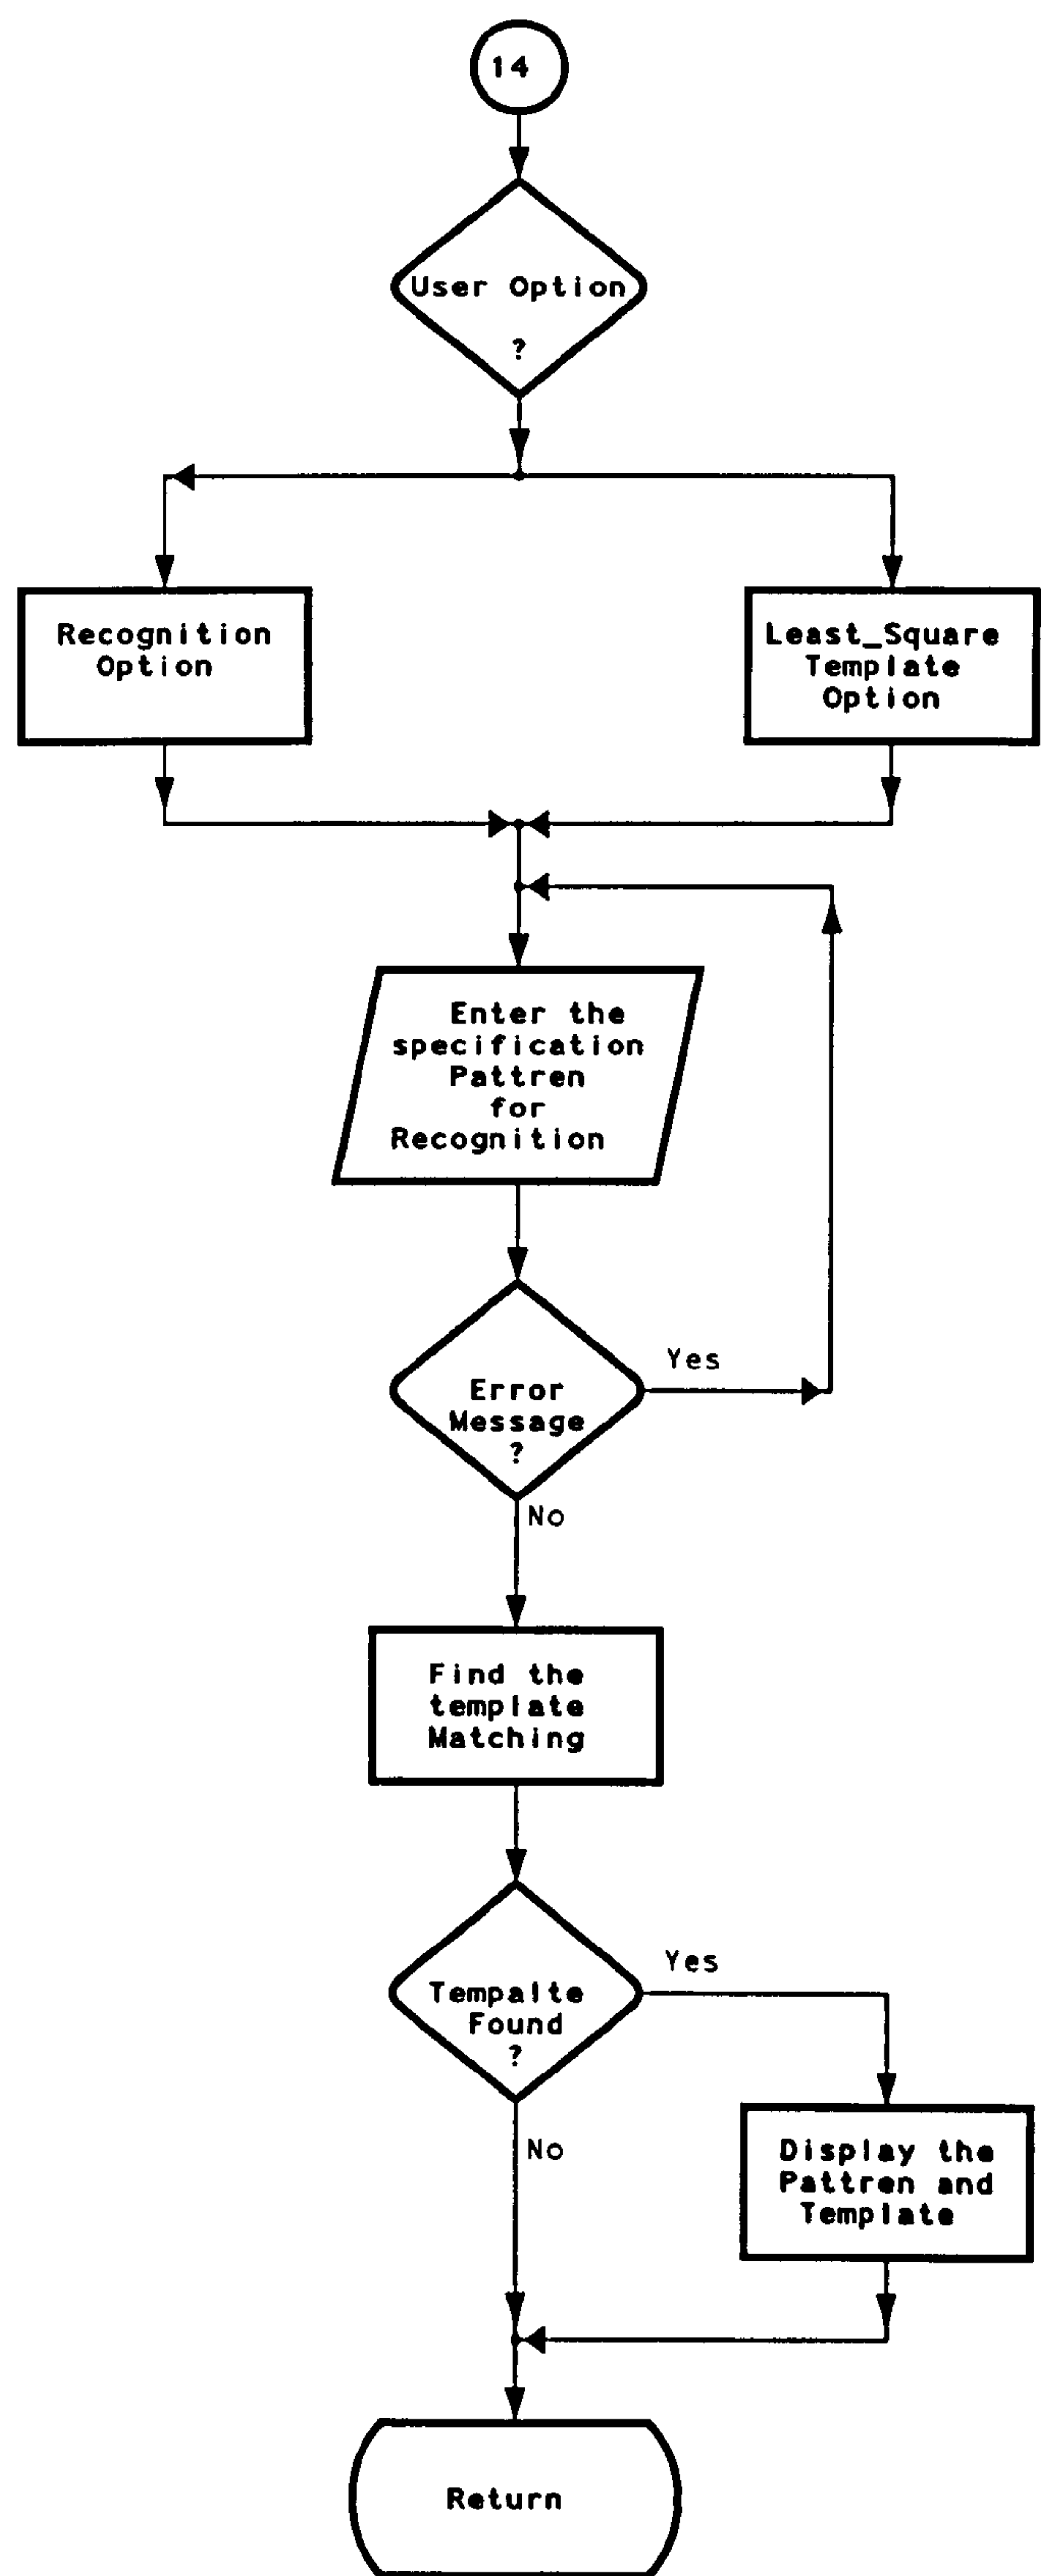 14
User Option
?
Recognition
Option
Least_Square
Template
Option
Enter the
specification
Pattren
for
Recognition
Yes
Error
Message
?
No
Find the
template
Matching
Yes
Tempalte
Found
?
No
Display the
Pattren and
Template
Return